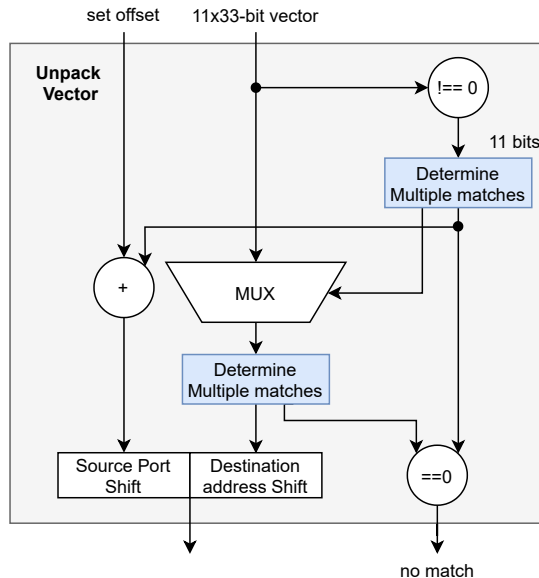 set offset
11x33-bit vector
Unpack
Vector
!== 0
11 bits
Determine
Multiple matches
+
MUX
Determine
Multiple matches
Source Port
Shift
Destination
address Shift
==0
no match